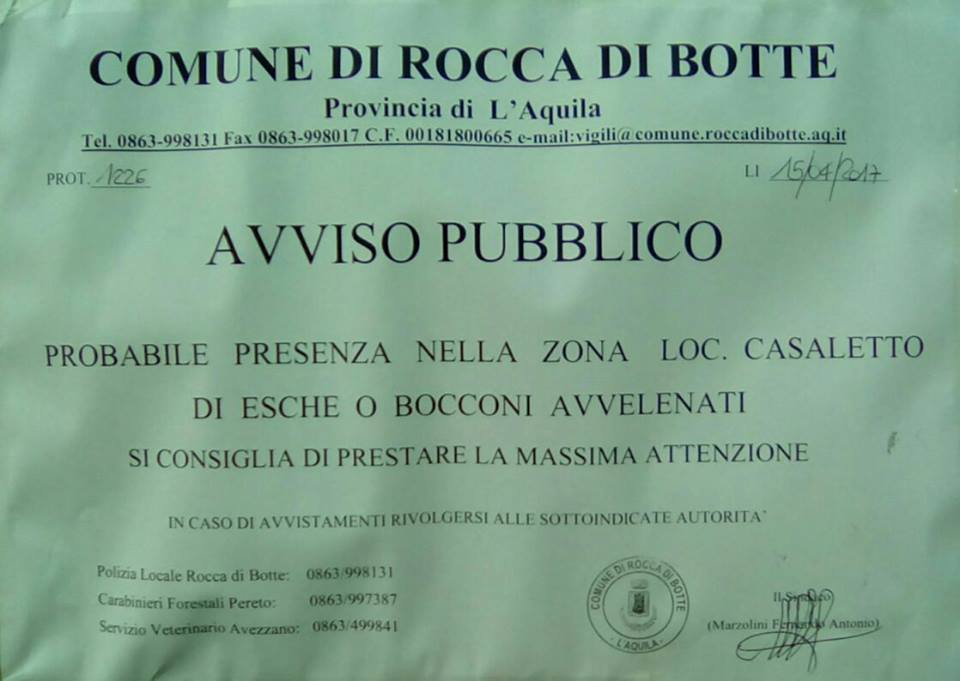 COMUNE DI ROCCA DI BOTTE
Provincia di L'Aquila
Tel. 0863-998131 Fax 0863-998017 C.F. 00181800665 e-mail:vigili@comune.roccadibotte.aq.it
PROT. 1226 LI 15/04/2017
AVVISO PUBBLICO
PROBABILE PRESENZA NELLA ZONA LOC. CASALETTO
DI ESCHE O BOCCONI AVVELENATI
SI CONSIGLIA DI PRESTARE LA MASSIMA ATTENZIONE
IN CASO DI AVVISTAMENTI RIVOLGERSI ALLE SOTTOINDICATE AUTORITA'
Polizia Locale Rocca di Botte: 0863/998131
Carabinieri Forestali Pereto: 0863/997387
Servizio Veterinario Avezzano: 0863/499841
COMUNE DI ROCCA DI BOTTE
- L'AQUILA -
Il Sindaco
(Marzolini Fernando Antonio)